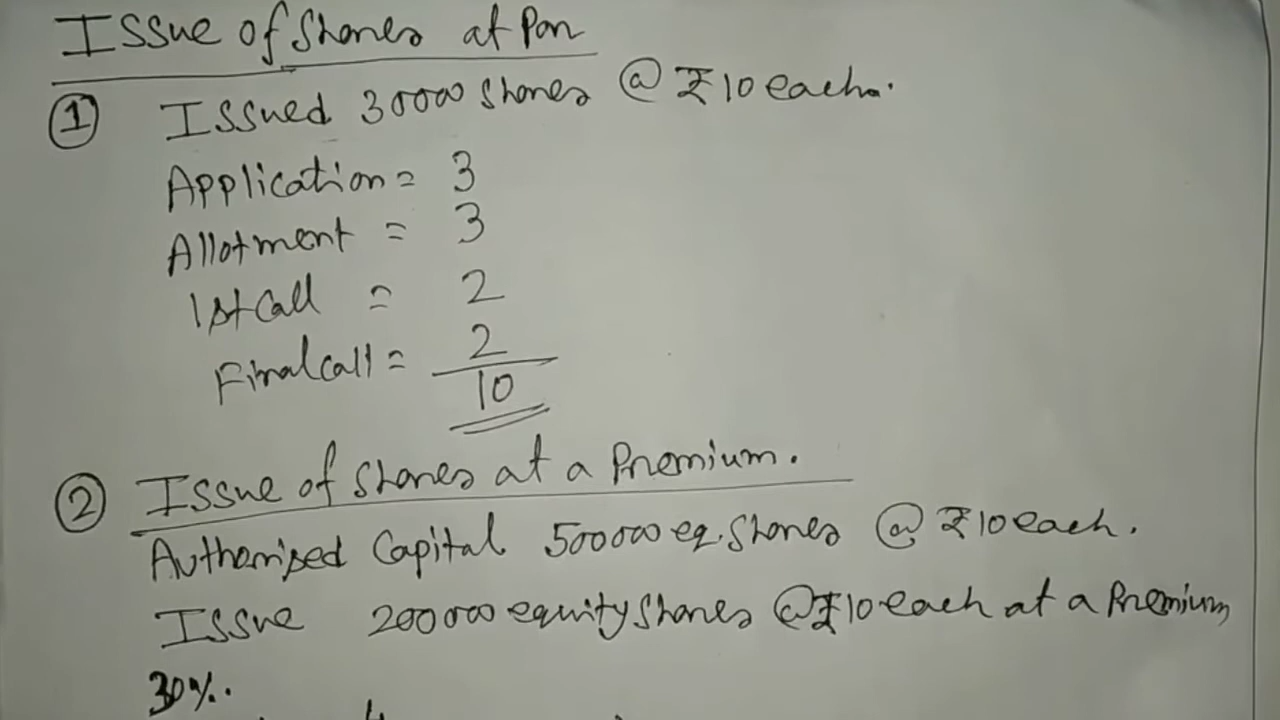 Issue of Shares at Par
① Issued 30000 Shares @ ₹10 each.
Application = 3
Allotment = 3
1st Call = 2
Final call = 2
10
② Issue of Shares at a Premium.
Authorised Capital 500000 eq. Shares @ ₹10 each.
Issue 200000 equity Shares @ ₹10 each at a Premium
30%.